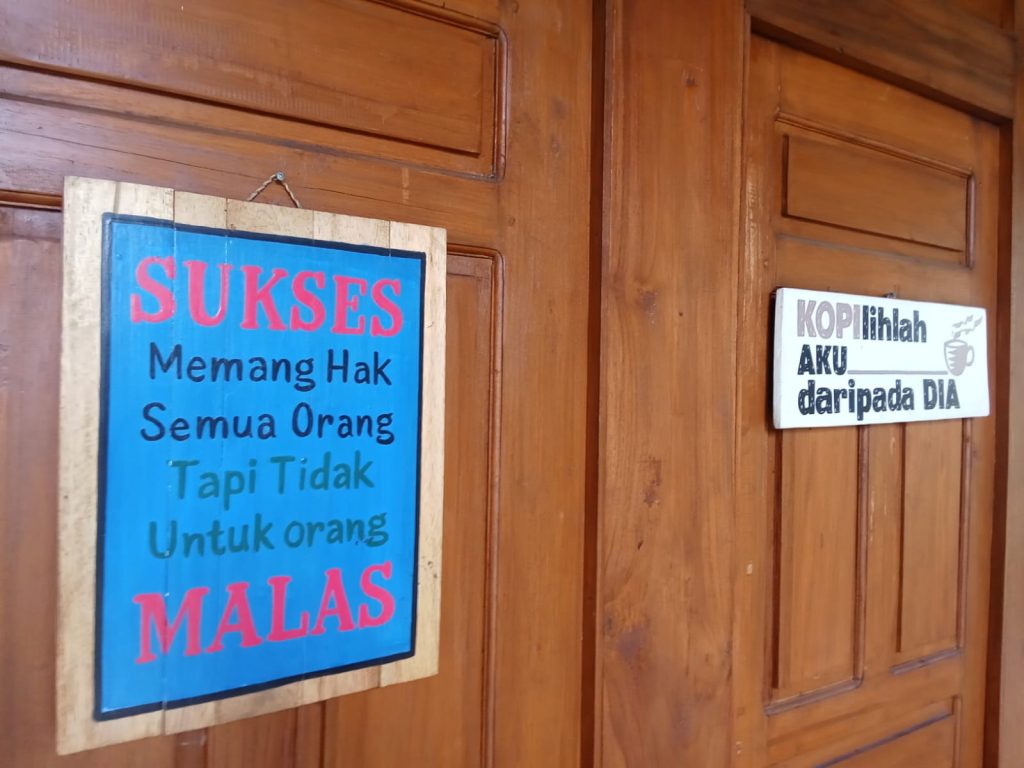 SUKSES
Memang Hak
Semua Orang
Tapi Tidak
Untuk orang
MALAS
KOPIlihlah
AKU
daripada DIA